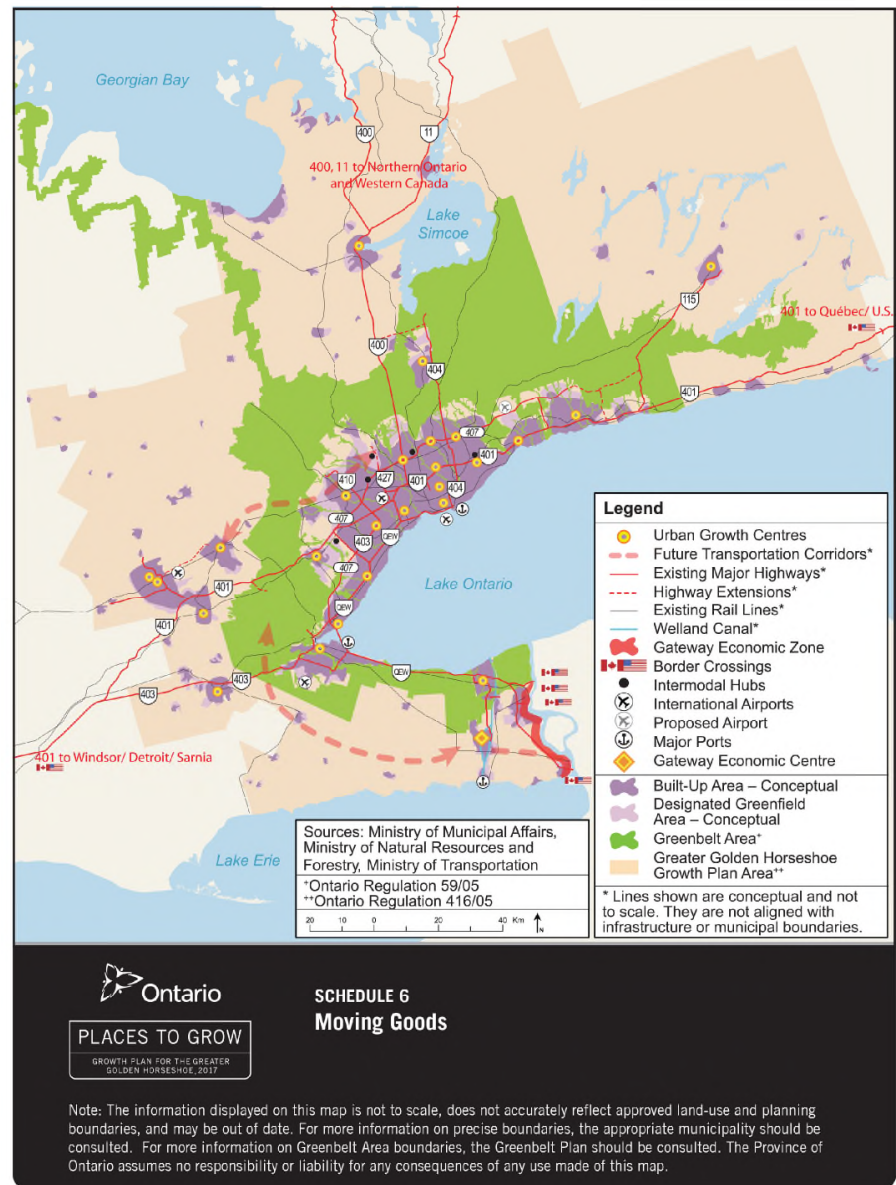 Georgian Bay
400
11
400, 11 to Northern Ontario
and Western Canada
Lake
Simcoe
115
401 to Québec/ U.S.
400
404
401
407
401
410
427
401
404
407
403
QEW
407
401
Lake Ontario
401
QEW
403
403
QEW
401 to Windsor/ Detroit/ Sarnia
Lake Erie
Legend
Urban Growth Centres
Future Transportation Corridors*
Existing Major Highways*
Highway Extensions*
Existing Rail Lines*
Welland Canal*
Gateway Economic Zone
Border Crossings
Intermodal Hubs
International Airports
Proposed Airport
Major Ports
Gateway Economic Centre
Built-Up Area – Conceptual
Designated Greenfield
Area – Conceptual
Greenbelt Area+
Greater Golden Horseshoe
Growth Plan Area++
* Lines shown are conceptual and not
to scale. They are not aligned with
infrastructure or municipal boundaries.
Sources: Ministry of Municipal Affairs,
Ministry of Natural Resources and
Forestry, Ministry of Transportation
+Ontario Regulation 59/05
++Ontario Regulation 416/05
20 10 0 20 40 Km
N
Ontario
PLACES TO GROW
GROWTH PLAN FOR THE GREATER
GOLDEN HORSESHOE, 2017
SCHEDULE 6
Moving Goods
Note: The information displayed on this map is not to scale, does not accurately reflect approved land-use and planning
boundaries, and may be out of date. For more information on precise boundaries, the appropriate municipality should be
consulted. For more information on Greenbelt Area boundaries, the Greenbelt Plan should be consulted. The Province of
Ontario assumes no responsibility or liability for any consequences of any use made of this map.